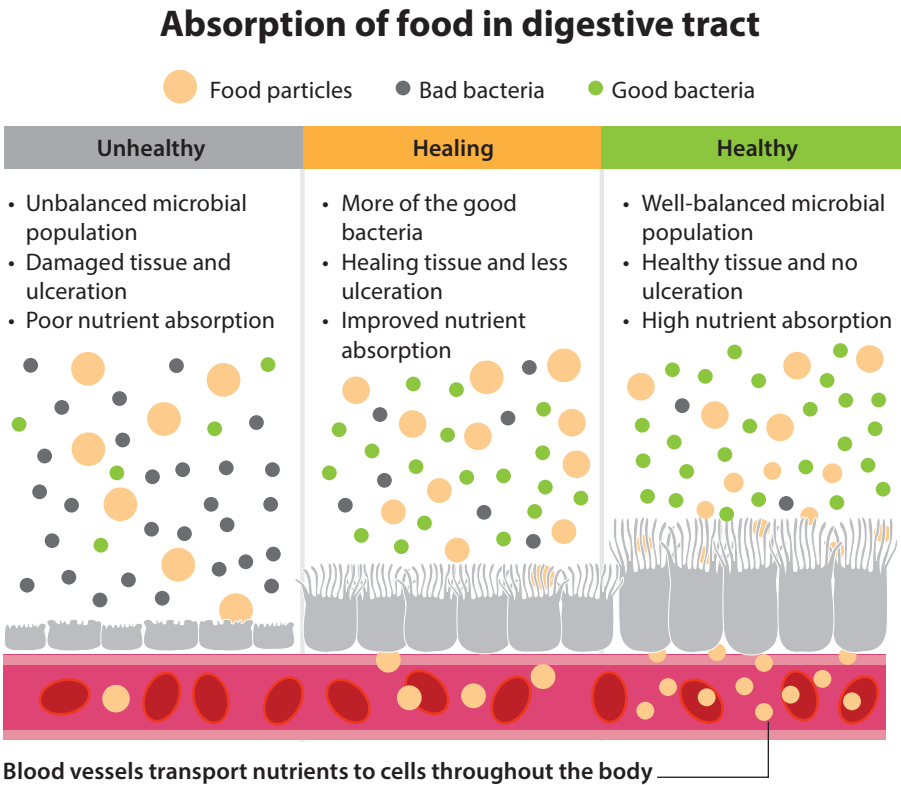 Absorption of food in digestive tract
Food particles
Bad bacteria
Good bacteria
Unhealthy
• Unbalanced microbial
population
• Damaged tissue and
ulceration
• Poor nutrient absorption
Healing
• More of the good
bacteria
• Healing tissue and less
ulceration
• Improved nutrient
absorption
Healthy
• Well-balanced microbial
population
• Healthy tissue and no
ulceration
• High nutrient absorption
Blood vessels transport nutrients to cells throughout the body